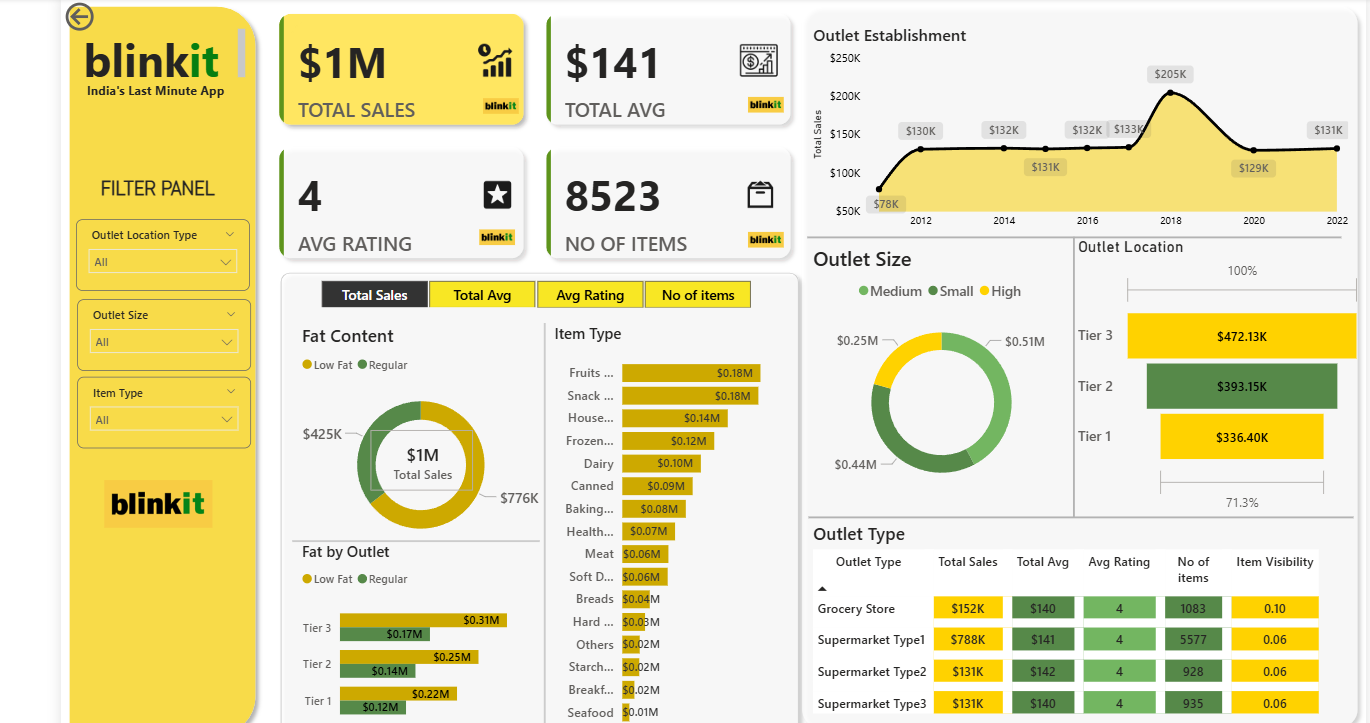 blinkit
India's Last Minute App
FILTER PANEL
Outlet Location Type
All
Outlet Size
All
Item Type
All
blinkit
$1M
TOTAL SALES
blinkit
$141
TOTAL AVG
blinkit
4
AVG RATING
blinkit
8523
NO OF ITEMS
blinkit
Total Sales Total Avg Avg Rating No of items
Fat Content
Low Fat Regular
$425K
$1M
Total Sales
$776K
Fat by Outlet
Low Fat Regular
Tier 3 $0.31M
$0.17M
Tier 2 $0.25M
$0.14M
Tier 1 $0.22M
$0.12M
Item Type
Fruits ... $0.18M
Snack ... $0.18M
House... $0.14M
Frozen... $0.12M
Dairy $0.10M
Canned $0.09M
Baking... $0.08M
Health... $0.07M
Meat $0.06M
Soft D... $0.06M
Breads $0.04M
Hard ... $0.03M
Others $0.02M
Starch... $0.02M
Breakf... $0.02M
Seafood $0.01M
Outlet Establishment
Total Sales
$250K
$200K
$150K
$100K
$50K
$78K
$130K
$132K
$131K
$132K
$133K
$205K
$129K
$131K
2012 2014 2016 2018 2020 2022
Outlet Size
Medium Small High
$0.25M
$0.51M
$0.44M
Outlet Location
100%
Tier 3 $472.13K
Tier 2 $393.15K
Tier 1 $336.40K
71.3%
Outlet Type
Outlet Type Total Sales Total Avg Avg Rating No of items Item Visibility
Grocery Store $152K $140 4 1083 0.10
Supermarket Type1 $788K $141 4 5577 0.06
Supermarket Type2 $131K $142 4 928 0.06
Supermarket Type3 $131K $140 4 935 0.06